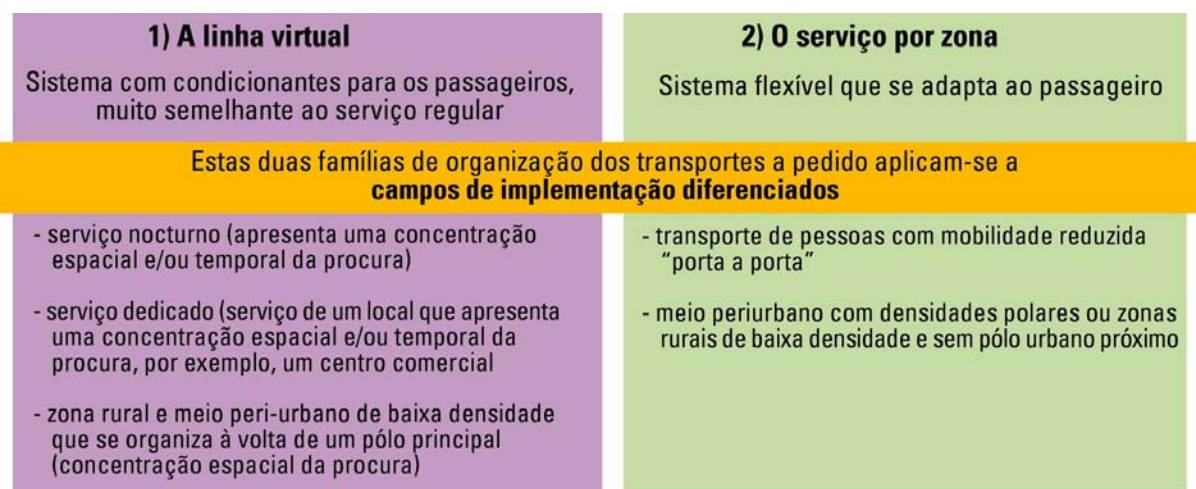 1) A linha virtual
Sistema com condicionantes para os passageiros,
muito semelhante ao serviço regular
2) O serviço por zona
Sistema flexível que se adapta ao passageiro
Estas duas famílias de organização dos transportes a pedido aplicam-se a
campos de implementação diferenciados
- serviço nocturno (apresenta uma concentração
espacial e/ou temporal da procura)
- serviço dedicado (serviço de um local que apresenta
uma concentração espacial e/ou temporal da
procura, por exemplo, um centro comercial
- zona rural e meio peri-urbano de baixa densidade
que se organiza à volta de um pólo principal
(concentração espacial da procura)
- transporte de pessoas com mobilidade reduzida
"porta a porta"
- meio periurbano com densidades polares ou zonas
rurais de baixa densidade e sem pólo urbano próximo